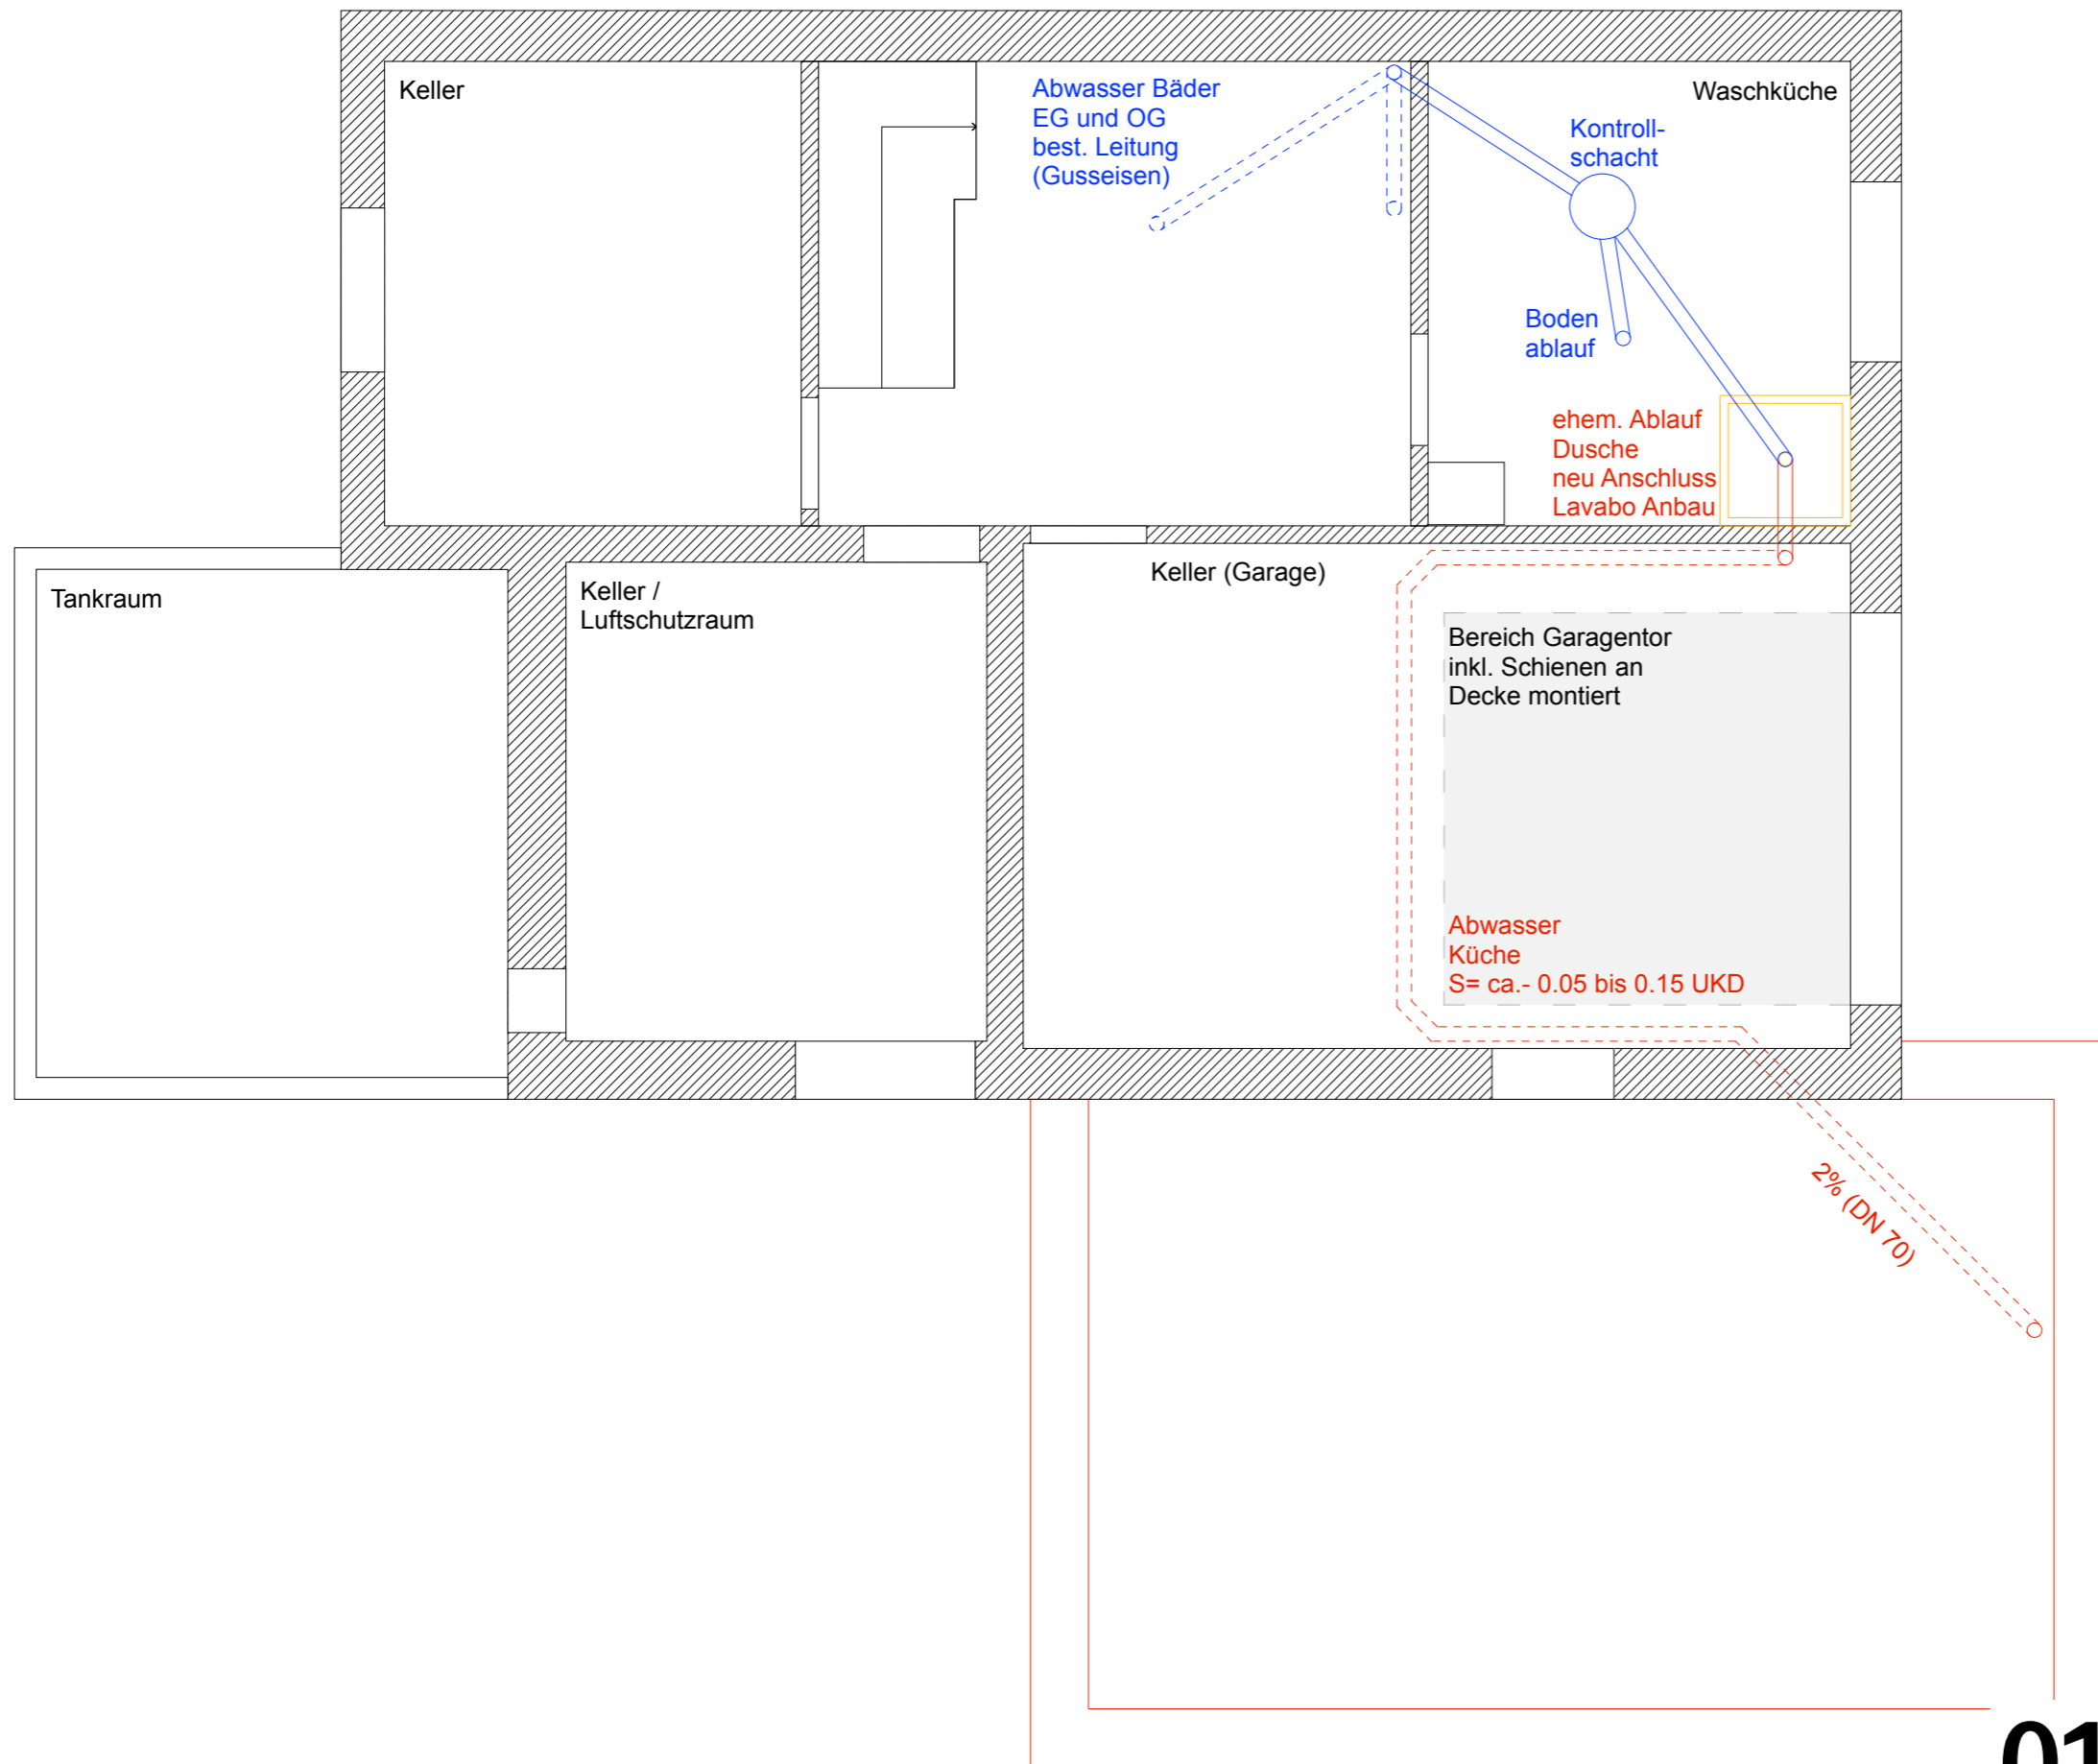 Keller
Abwasser Bäder
EG und OG
best. Leitung
(Gusseisen)
Waschküche
Kontroll-
schacht
Boden
ablauf
ehem. Ablauf
Dusche
neu Anschluss
Lavabo Anbau
Tankraum
Keller /
Luftschutzraum
Keller (Garage)
Bereich Garagentor
inkl. Schienen an
Decke montiert
Abwasser
Küche
S= ca.- 0.05 bis 0.15 UKD
2% (DN 70)
01